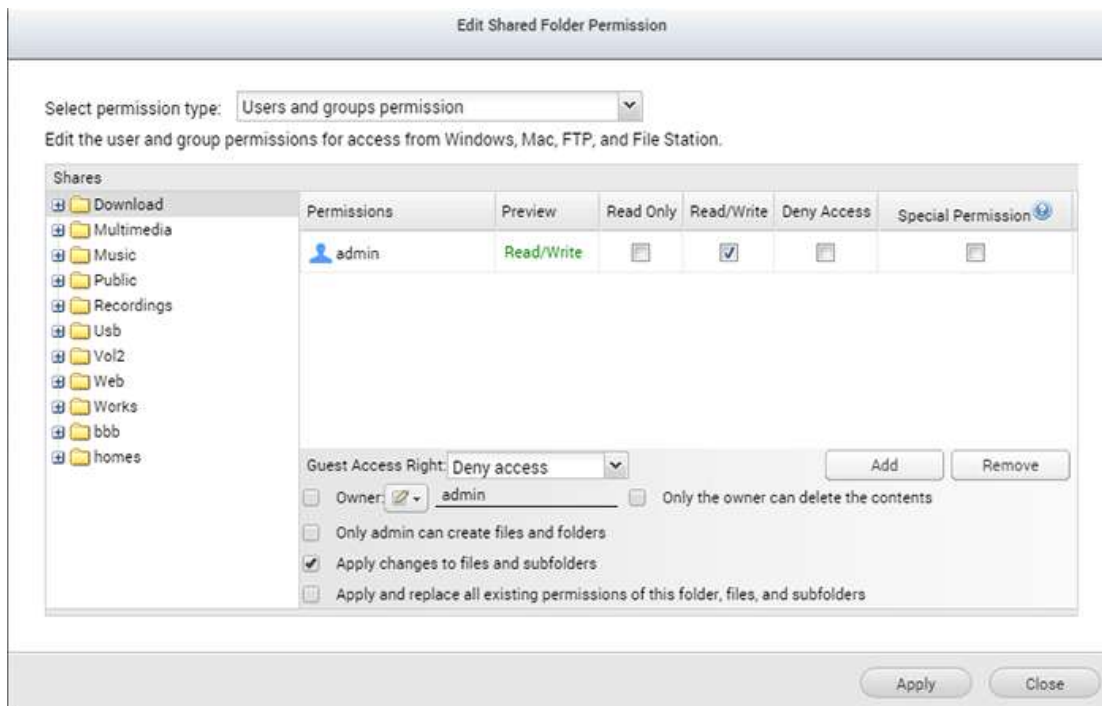 Edit Shared Folder Permission
Select permission type: Users and groups permission
Edit the user and group permissions for access from Windows, Mac, FTP, and File Station.
Shares
Download
Multimedia
Music
Public
Recordings
Usb
Vol2
Web
Works
bbb
homes
Permissions Preview Read Only Read/Write Deny Access Special Permission
admin Read/Write
Guest Access Right: Deny access Add Remove
Owner: admin Only the owner can delete the contents
Only admin can create files and folders
Apply changes to files and subfolders
Apply and replace all existing permissions of this folder, files, and subfolders
Apply Close